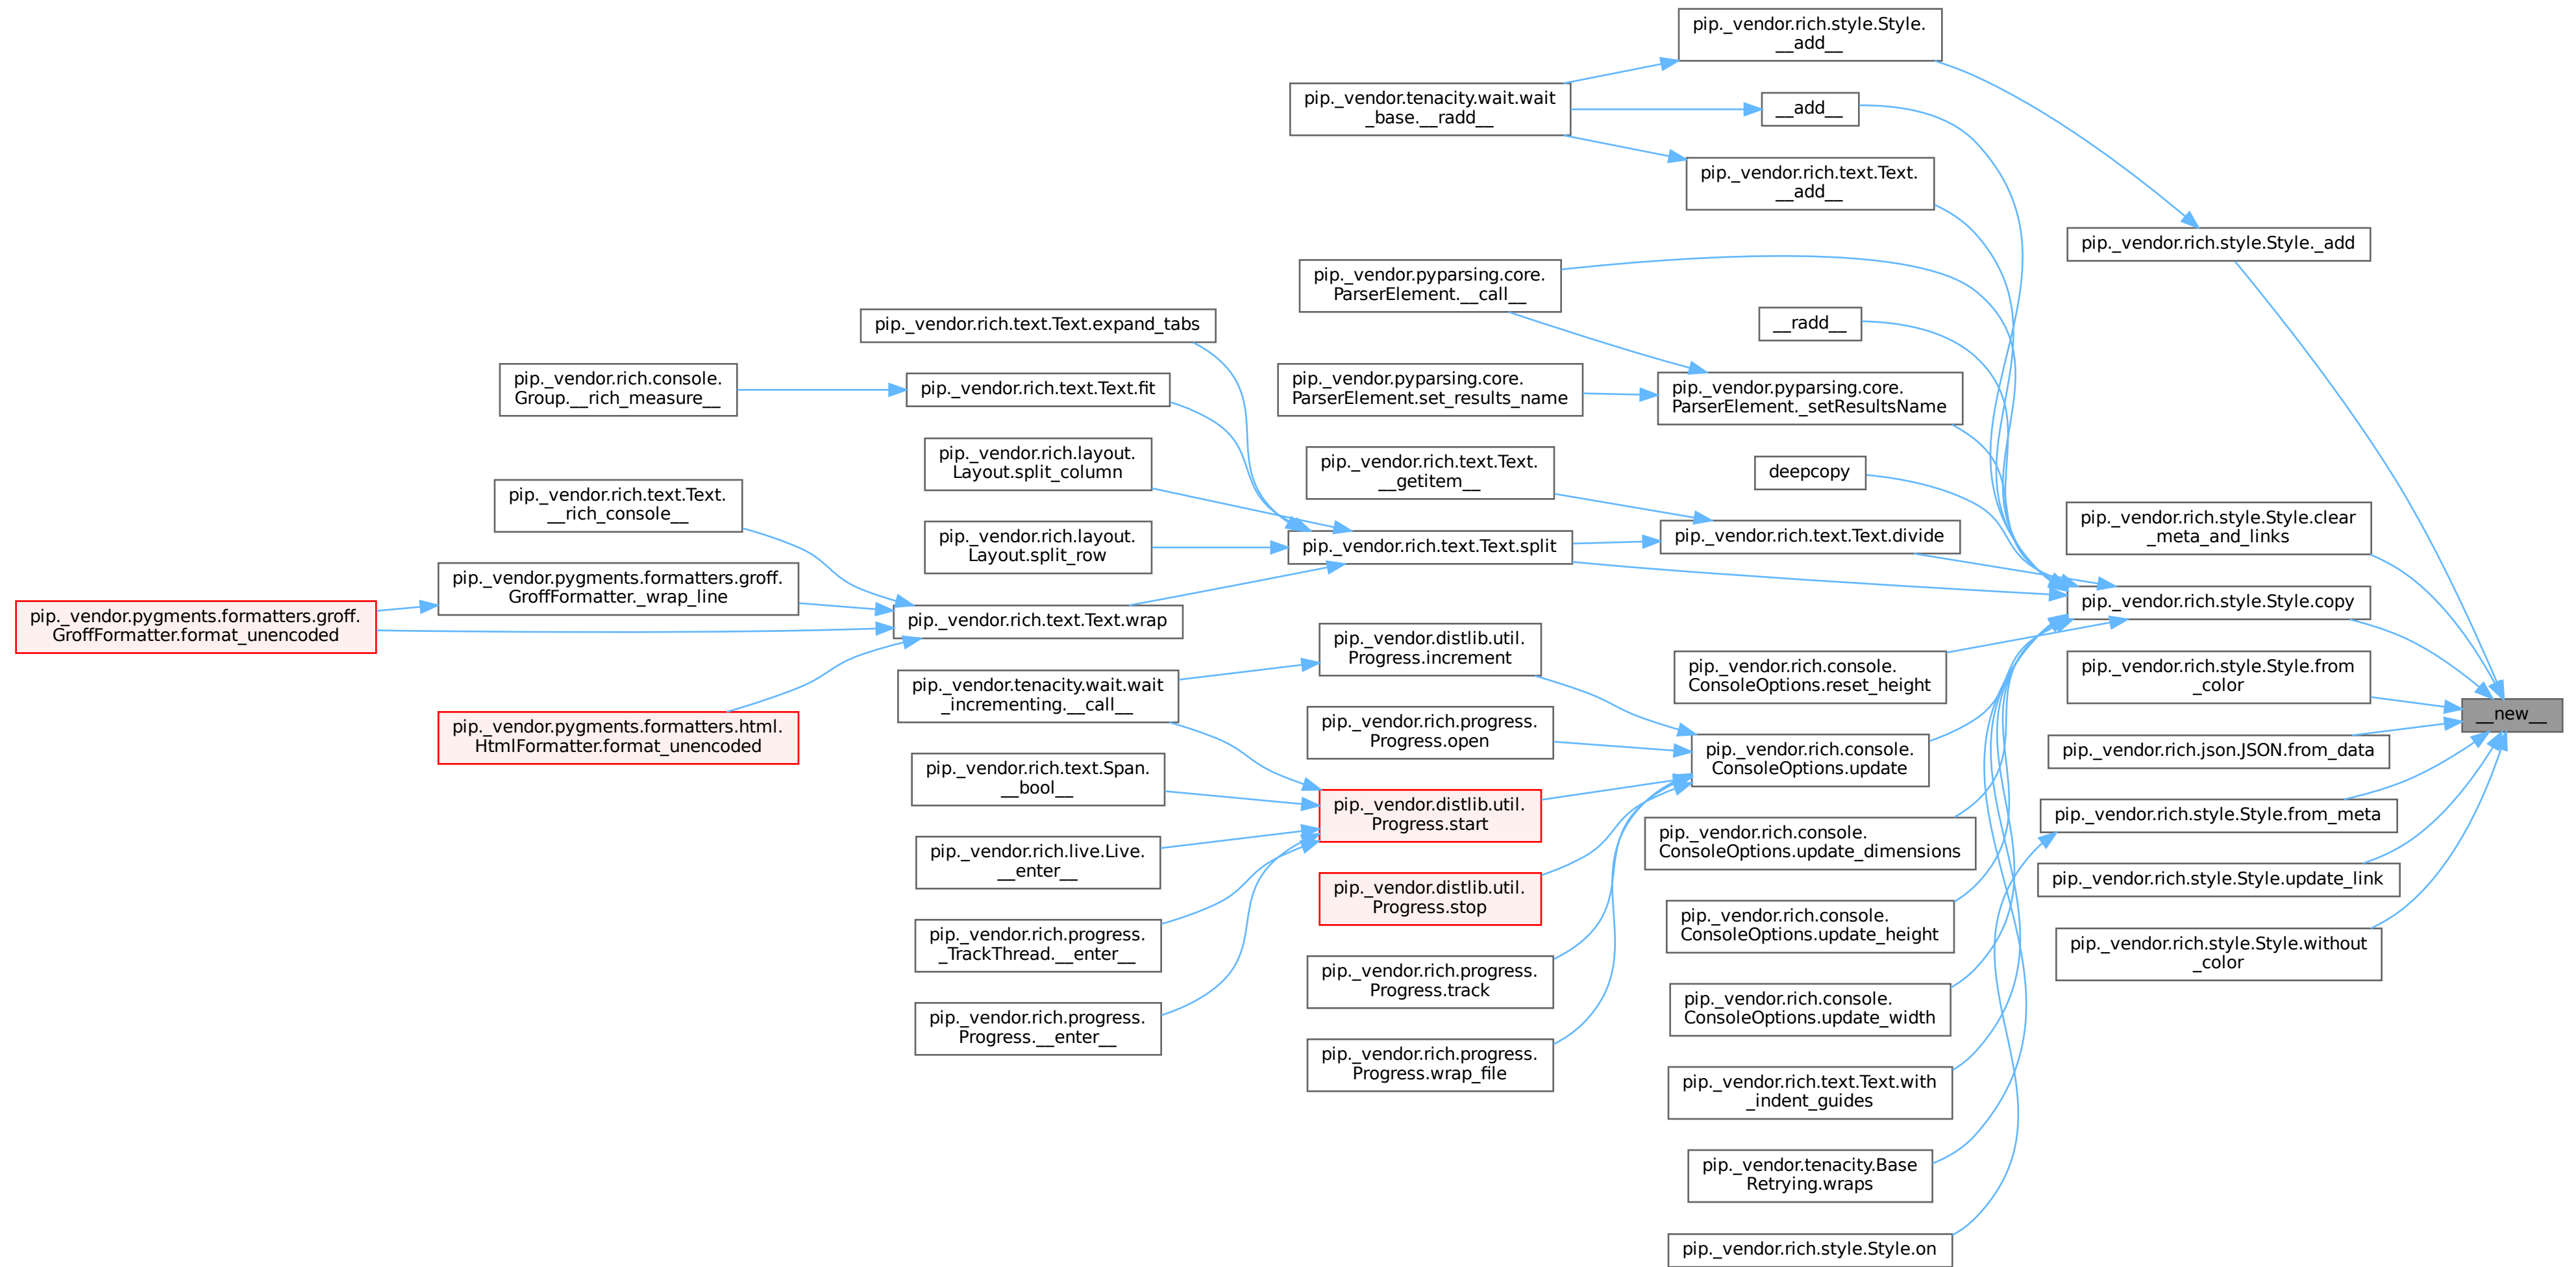 pip._vendor.rich.style.Style.
__add__
pip._vendor.tenacity.wait.wait
_base.__radd__
__add__
pip._vendor.rich.text.Text.
__add__
pip._vendor.rich.style.Style._add
pip._vendor.pyparsing.core.
ParserElement.__call__
__radd__
pip._vendor.rich.text.Text.expand_tabs
pip._vendor.rich.console.
Group.__rich_measure__
pip._vendor.rich.text.Text.fit
pip._vendor.pyparsing.core.
ParserElement.set_results_name
pip._vendor.pyparsing.core.
ParserElement._setResultsName
pip._vendor.rich.layout.
Layout.split_column
pip._vendor.rich.text.Text.
__getitem__
deepcopy
pip._vendor.rich.text.Text.
__rich_console__
pip._vendor.rich.layout.
Layout.split_row
pip._vendor.rich.text.Text.split
pip._vendor.rich.text.Text.divide
pip._vendor.rich.style.Style.clear
_meta_and_links
pip._vendor.pygments.formatters.groff.
GroffFormatter._wrap_line
pip._vendor.pygments.formatters.groff.
GroffFormatter.format_unencoded
pip._vendor.rich.text.Text.wrap
pip._vendor.rich.style.Style.copy
pip._vendor.distlib.util.
Progress.increment
pip._vendor.rich.console.
ConsoleOptions.reset_height
pip._vendor.rich.style.Style.from
_color
pip._vendor.tenacity.wait.wait
_incrementing.__call__
pip._vendor.pygments.formatters.html.
HtmlFormatter.format_unencoded
pip._vendor.rich.progress.
Progress.open
__new__
pip._vendor.rich.console.
ConsoleOptions.update
pip._vendor.rich.json.JSON.from_data
pip._vendor.rich.text.Span.
__bool__
pip._vendor.distlib.util.
Progress.start
pip._vendor.rich.style.Style.from_meta
pip._vendor.rich.console.
ConsoleOptions.update_dimensions
pip._vendor.rich.live.Live.
__enter__
pip._vendor.rich.style.Style.update_link
pip._vendor.distlib.util.
Progress.stop
pip._vendor.rich.console.
ConsoleOptions.update_height
pip._vendor.rich.progress.
_TrackThread.__enter__
pip._vendor.rich.style.Style.without
_color
pip._vendor.rich.progress.
Progress.track
pip._vendor.rich.console.
ConsoleOptions.update_width
pip._vendor.rich.progress.
Progress.__enter__
pip._vendor.rich.progress.
Progress.wrap_file
pip._vendor.rich.text.Text.with
_indent_guides
pip._vendor.tenacity.Base
Retrying.wraps
pip._vendor.rich.style.Style.on